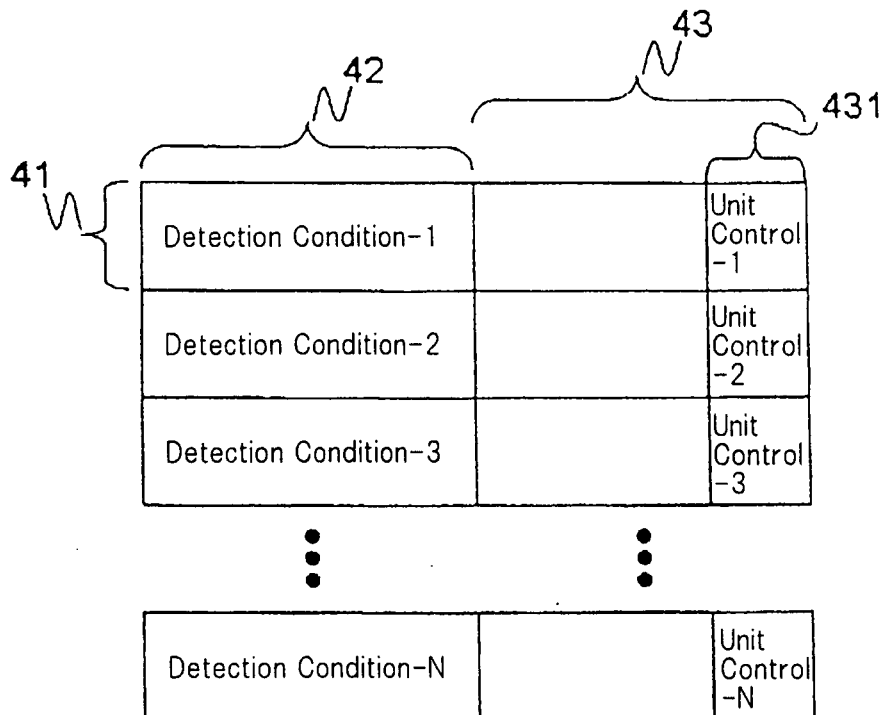 43
42
431
41
Detection Condition-1
Unit
Control
-1
Detection Condition-2
Unit
Control
-2
Detection Condition-3
Unit
Control
-3
Detection Condition-N
Unit
Control
-N